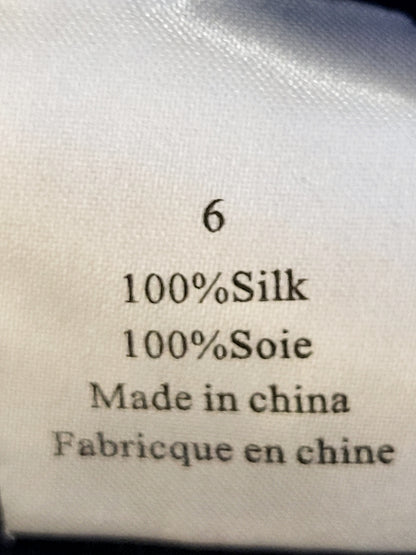 6
100%Silk
100%Soie
Made in china
Fabricque en chine